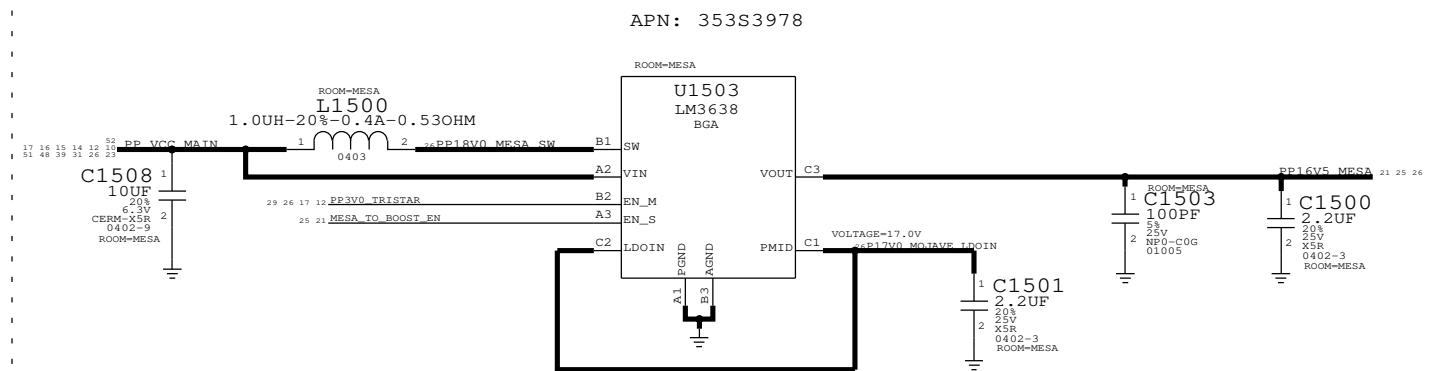 APN: 353S3978
ROOM=MESA
U1503
LM3638
BGA
ROOM=MESA
L1500
1.0UH-20%-0.4A-0.53OHM
1
2
0403
52
17 16 15 14 12 10
51 48 39 31 26 23
PP_VCC_MAIN
26 PP18V0_MESA_SW
B1
SW
A2
VIN
VOUT
C3
PP16V5_MESA
21 25 26
C1508
1
10UF
20%
6.3V
2
CERM-X5R
0402-9
ROOM=MESA
29 26 17 12 PP3V0_TRISTAR
B2
EN_M
25 21 MESA_TO_BOOST_EN
A3
EN_S
C2
LDOIN
PMID
C1
VOLTAGE=17.0V
26 P17V0_MOJAVE_LDOIN
PGND
AGND
A1
B3
ROOM=MESA
1
C1503
100PF
5%
25V
2
NP0-C0G
01005
1
C1500
2.2UF
20%
25V
2
X5R
0402-3
ROOM=MESA
1
C1501
2.2UF
20%
25V
2
X5R
0402-3
ROOM=MESA